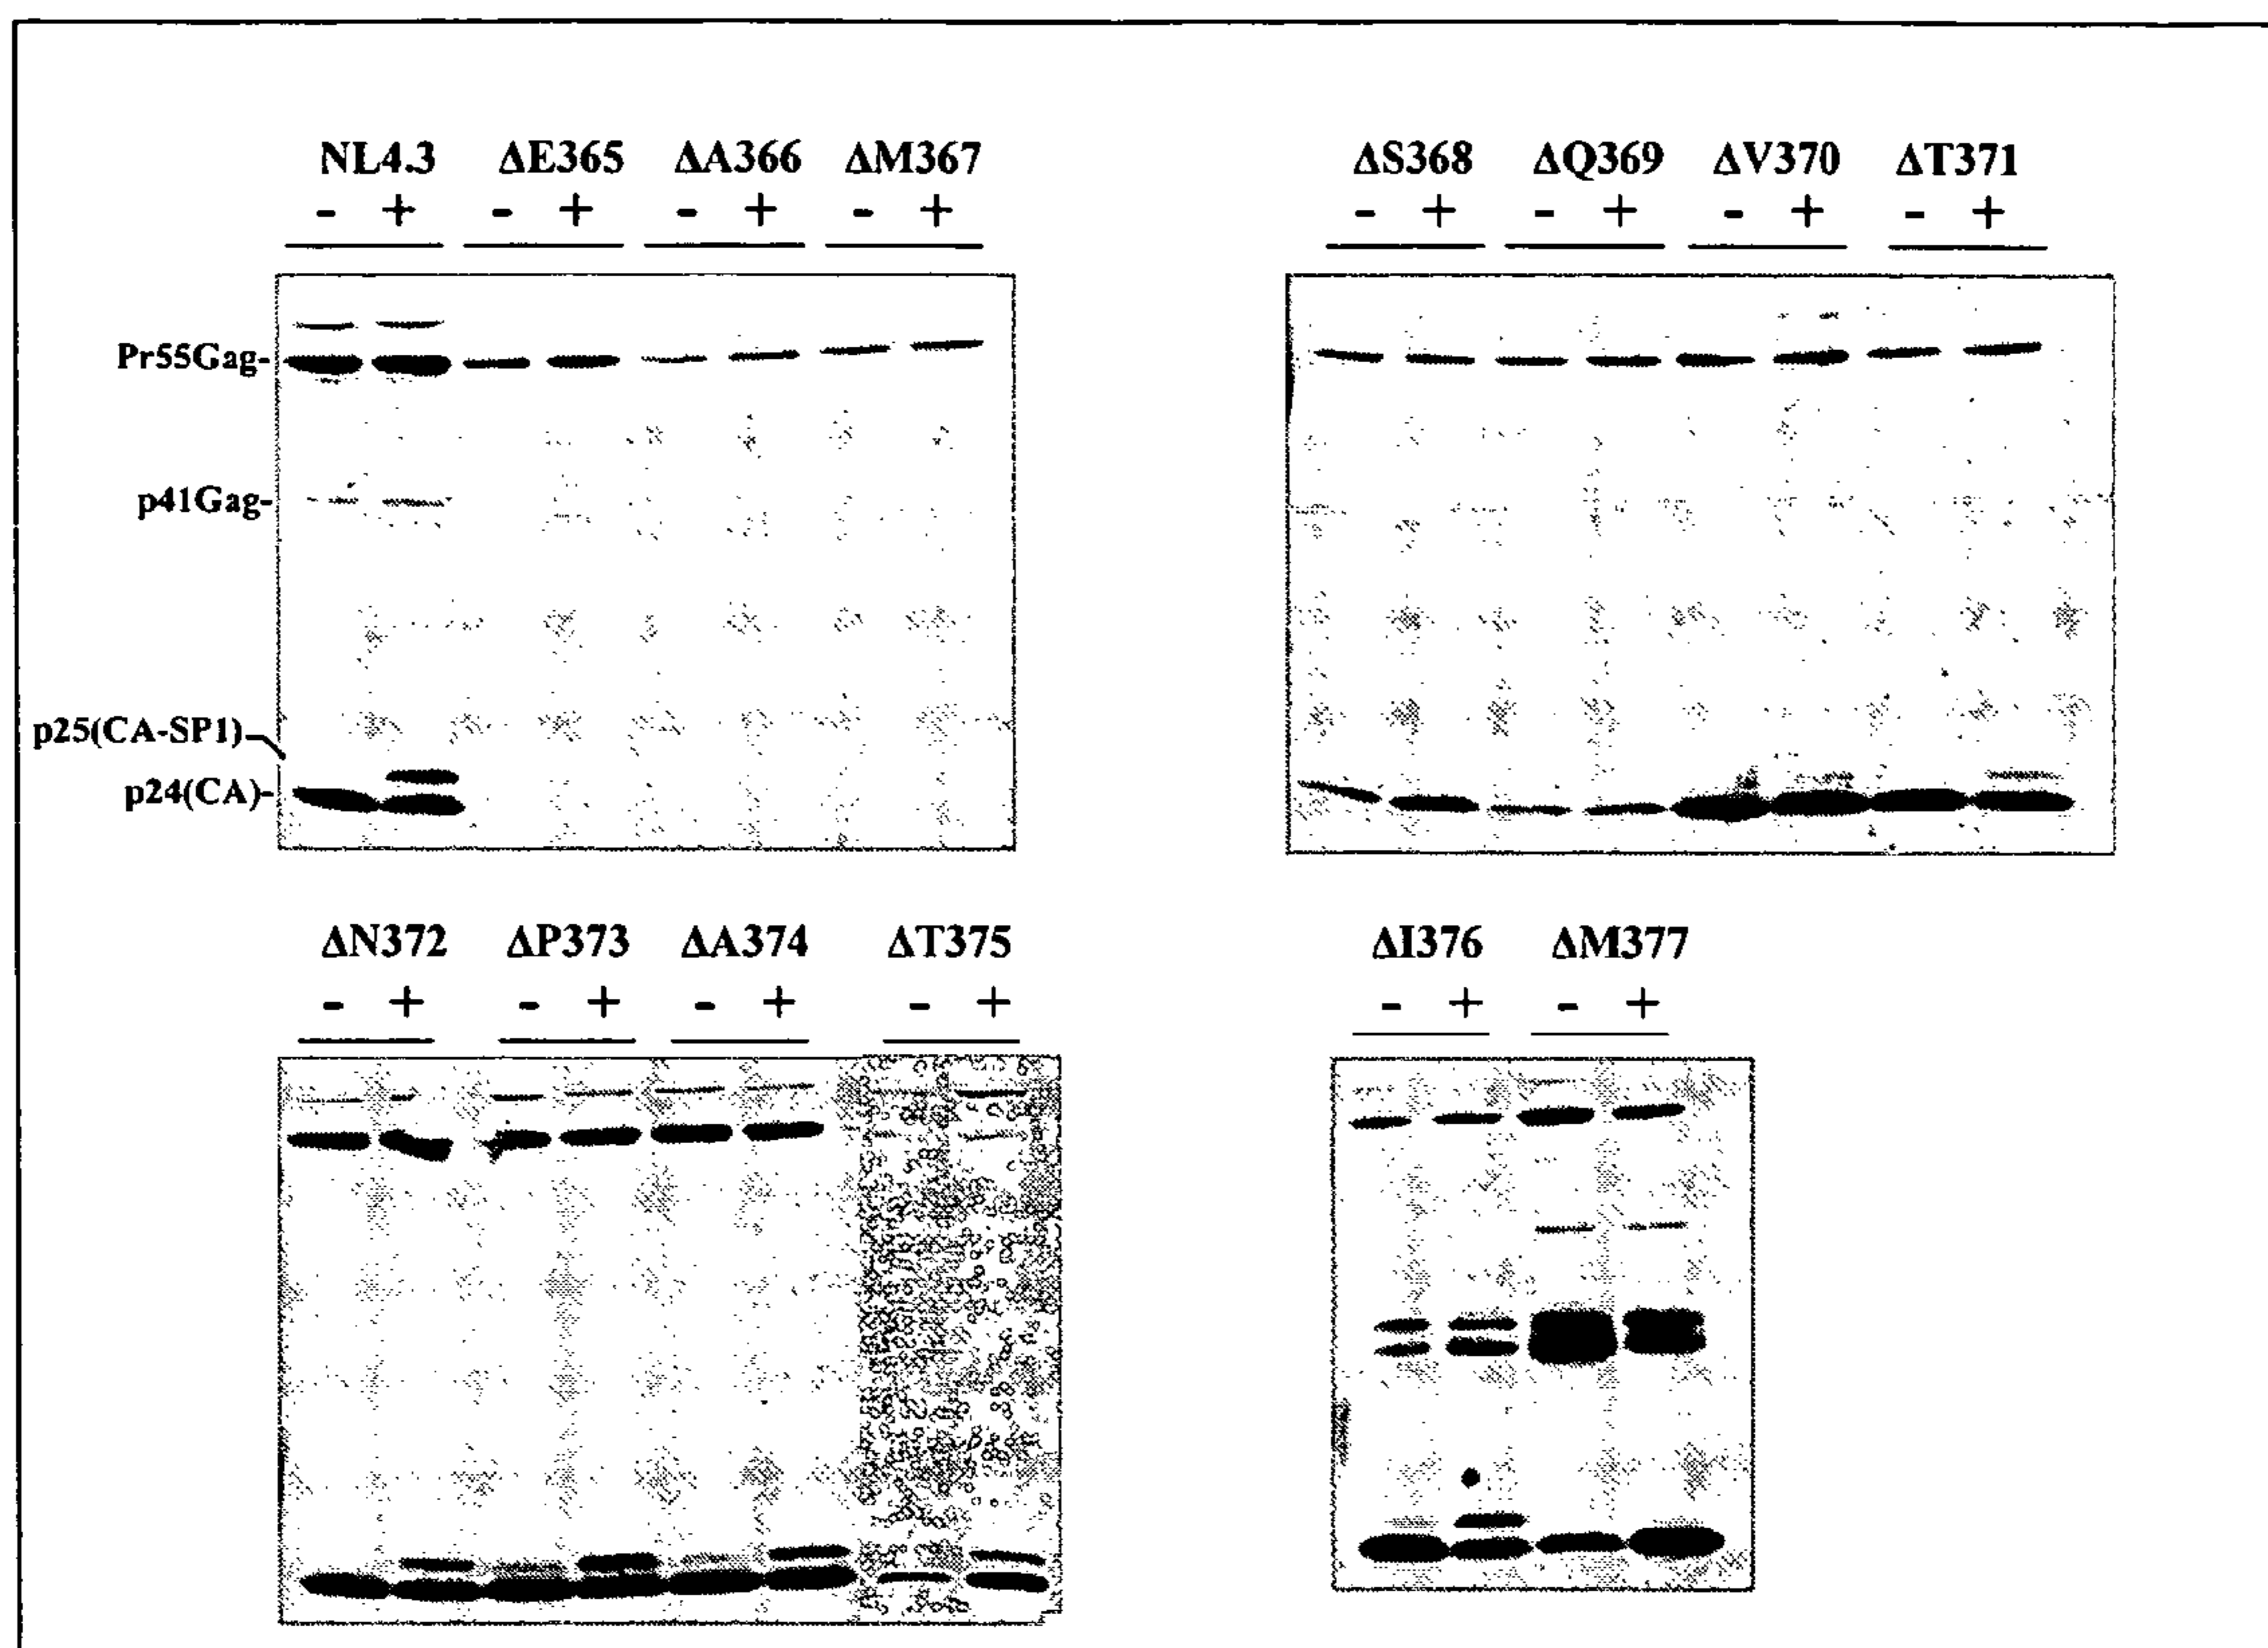 NL4.3 ΔE365 ΔA366 ΔM367
- + - + - + - +
Pr55Gag-
p41Gag-
p25(CA-SP1)
p24(CA)-
ΔS368 ΔQ369 ΔV370 ΔT371
- + - + - + - +
ΔN372 ΔP373 ΔA374 ΔT375
- + - + - + - +
ΔI376 ΔM377
- + - +